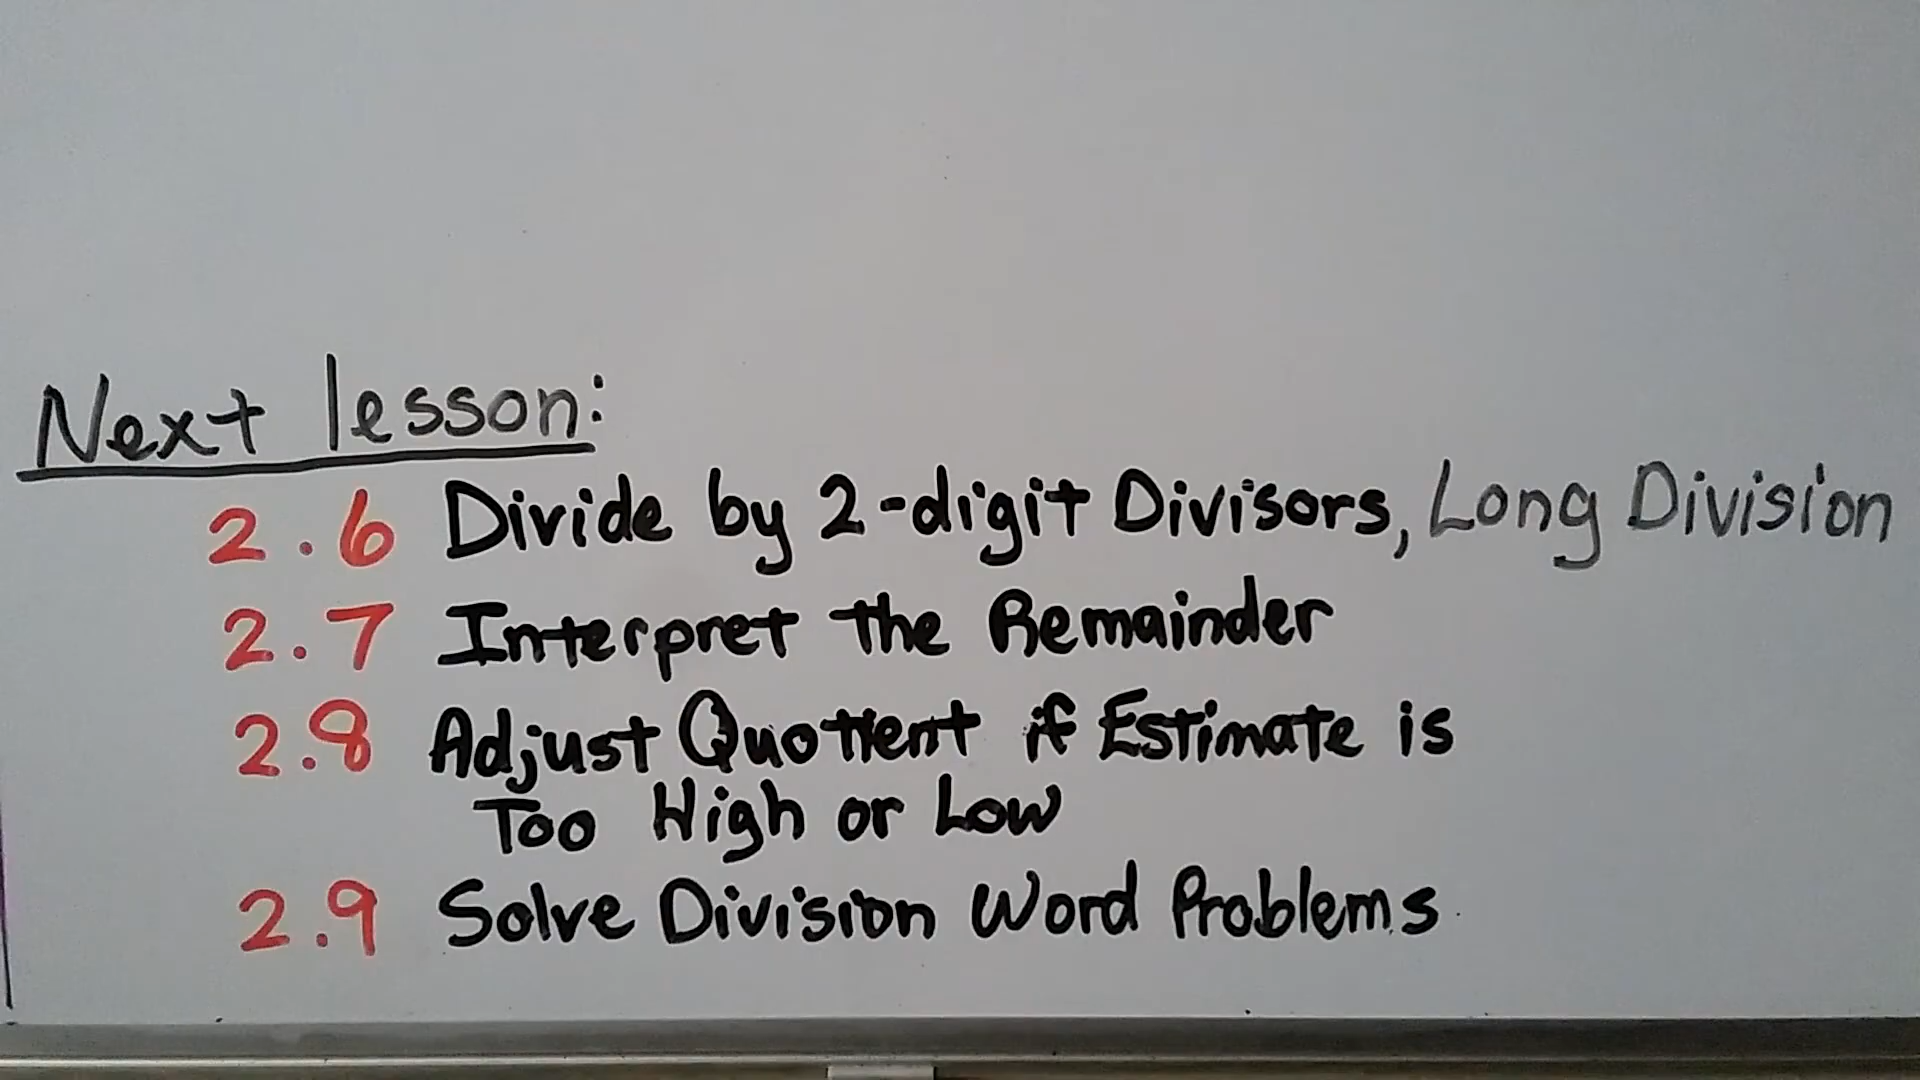 Next lesson:
2.6 Divide by 2-digit Divisors, Long Division
2.7 Interpret the Remainder
2.8 Adjust Quotient if Estimate is
Too High or Low
2.9 Solve Division Word Problems